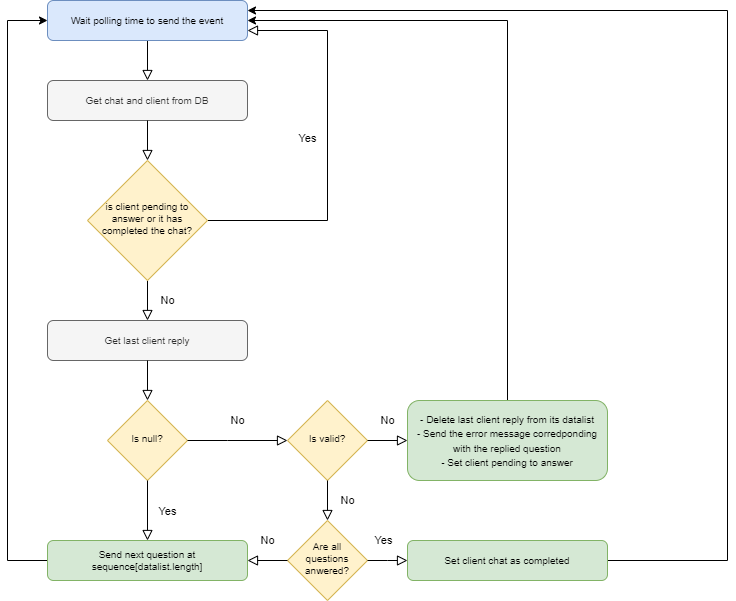 Wait polling time to send the event
Get chat and client from DB
Yes
is client pending to
answer or it has
completed the chat?
No
Get last client reply
Is null?
No
Is valid?
No
- Delete last client reply from its datalist
- Send the error message corredponding
with the replied question
- Set client pending to answer
Yes
No
Send next question at
sequence[datalist.length]
No
Are all
questions
anwered?
Yes
Set client chat as completed